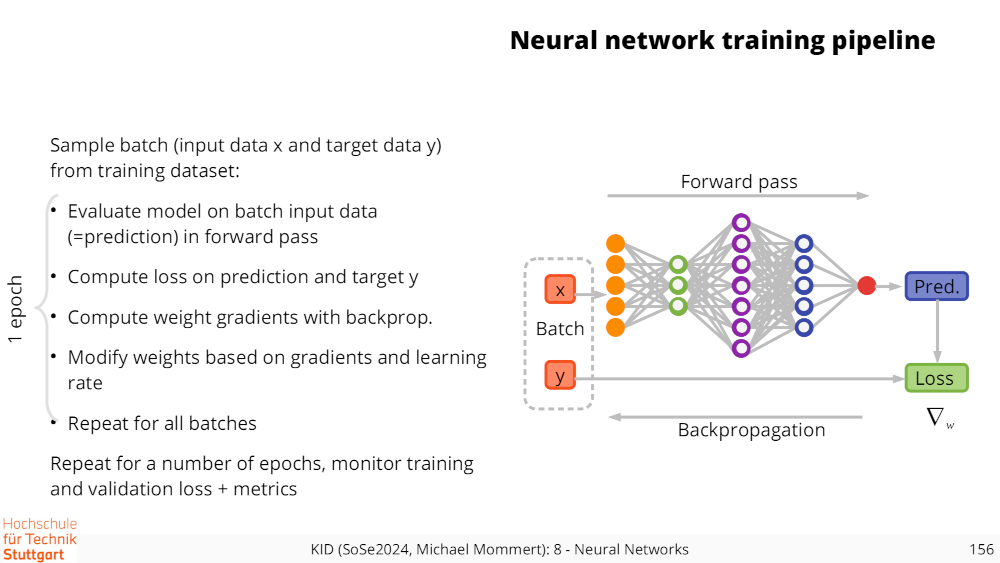 Neural network training pipeline
Sample batch (input data x and target data y)
from training dataset:
• Evaluate model on batch input data
(=prediction) in forward pass
• Compute loss on prediction and target y
• Compute weight gradients with backprop.
• Modify weights based on gradients and learning
rate
• Repeat for all batches
1 epoch
Repeat for a number of epochs, monitor training
and validation loss + metrics
Forward pass
x
Batch
y
Pred.
Loss
∇w
Backpropagation
Hochschule
für Technik
Stuttgart
KID (SoSe2024, Michael Mommert): 8 - Neural Networks
156